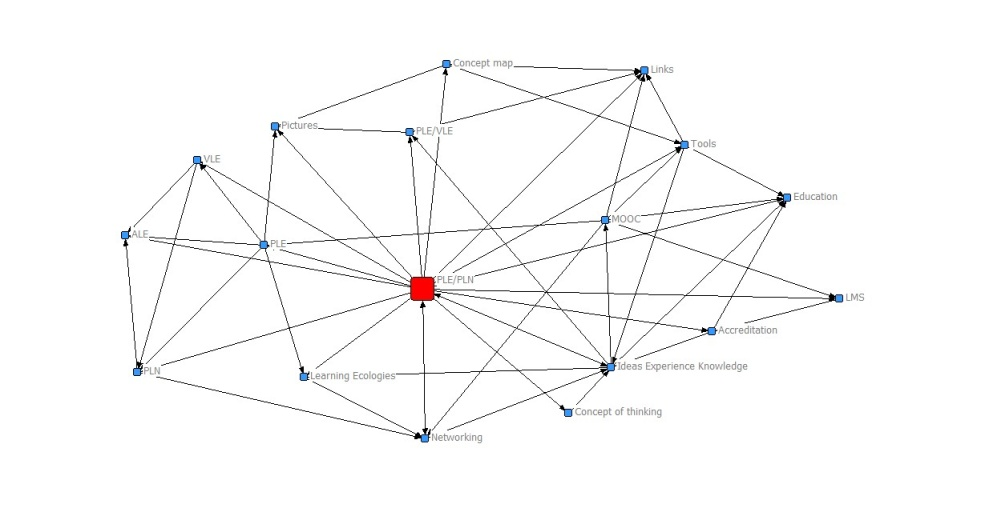 Concept map
Links
Pictures
PLE/VLE
Tools
VLE
Education
MOOC
ALE
PLE
PLE/PLN
LMS
Accreditation
Ideas Experience Knowledge
PLN
Learning Ecologies
Concept of thinking
Networking